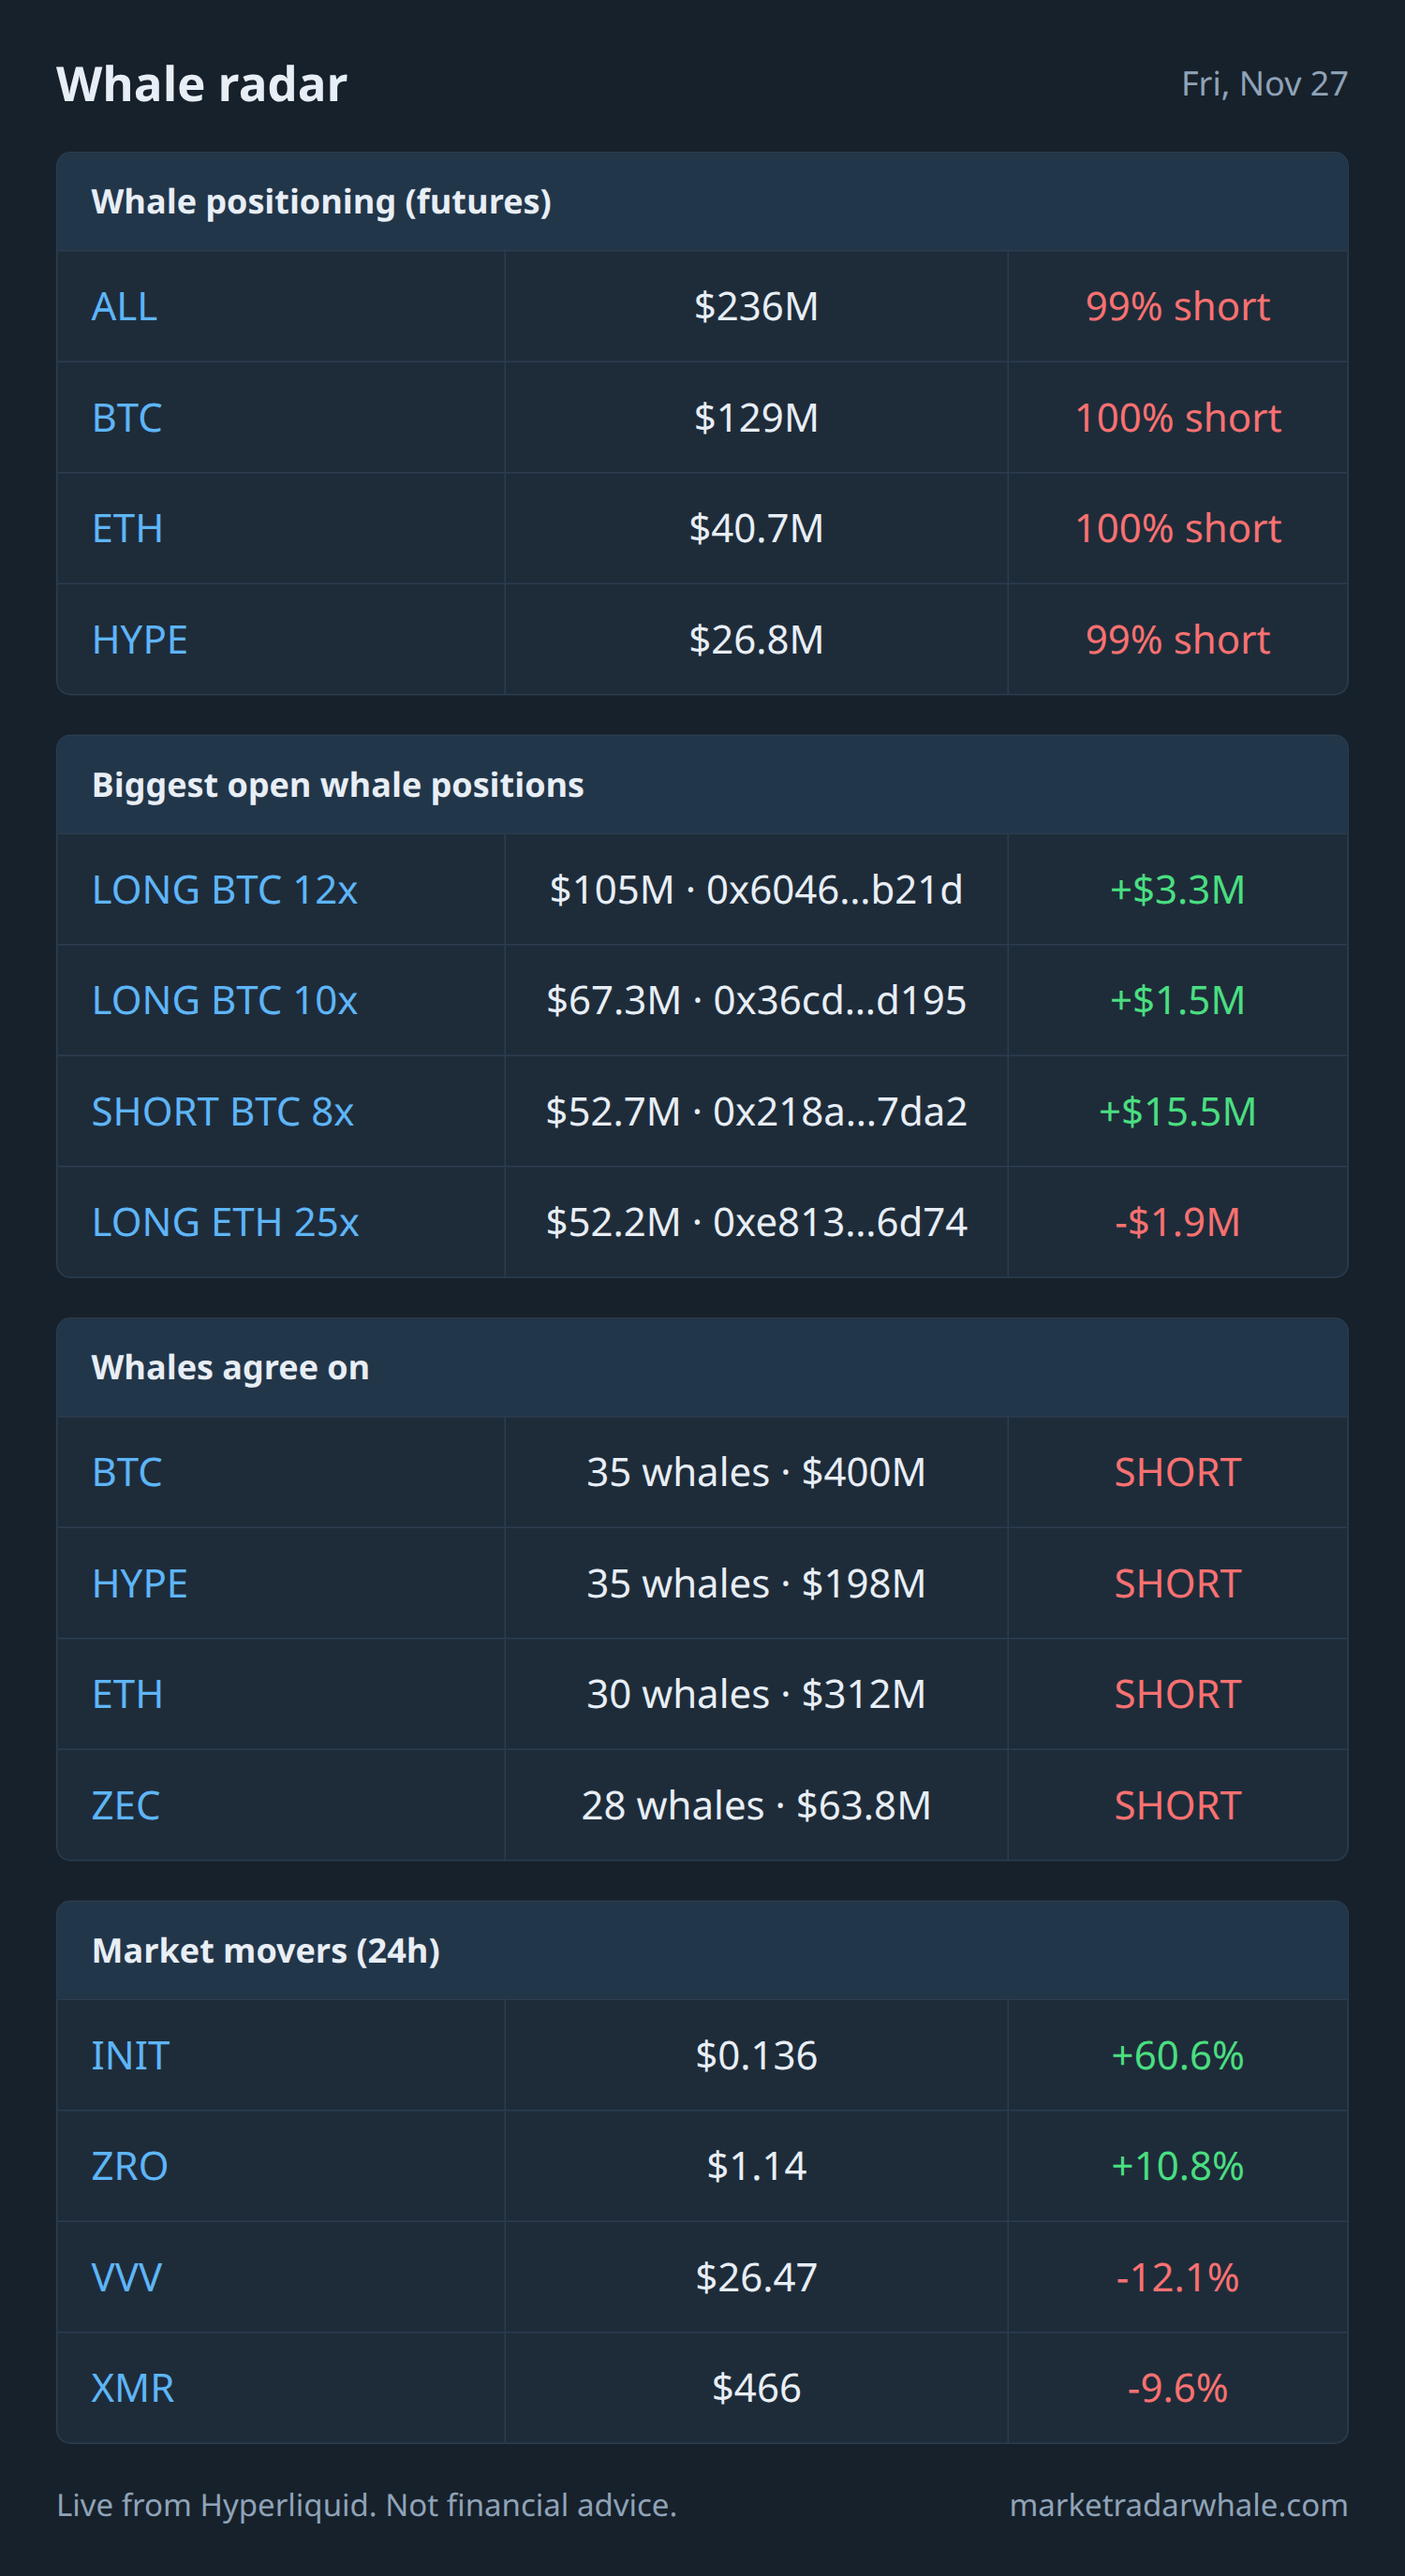 Whale radar Fri, Nov 27
Whale positioning (futures)
ALL $236M 99% short
BTC $129M 100% short
ETH $40.7M 100% short
HYPE $26.8M 99% short
Biggest open whale positions
LONG BTC 12x $105M · 0x6046…b21d +$3.3M
LONG BTC 10x $67.3M · 0x36cd…d195 +$1.5M
SHORT BTC 8x $52.7M · 0x218a…7da2 +$15.5M
LONG ETH 25x $52.2M · 0xe813…6d74 -$1.9M
Whales agree on
BTC 35 whales · $400M SHORT
HYPE 35 whales · $198M SHORT
ETH 30 whales · $312M SHORT
ZEC 28 whales · $63.8M SHORT
Market movers (24h)
INIT $0.136 +60.6%
ZRO $1.14 +10.8%
VVV $26.47 -12.1%
XMR $466 -9.6%
Live from Hyperliquid. Not financial advice. marketradarwhale.com